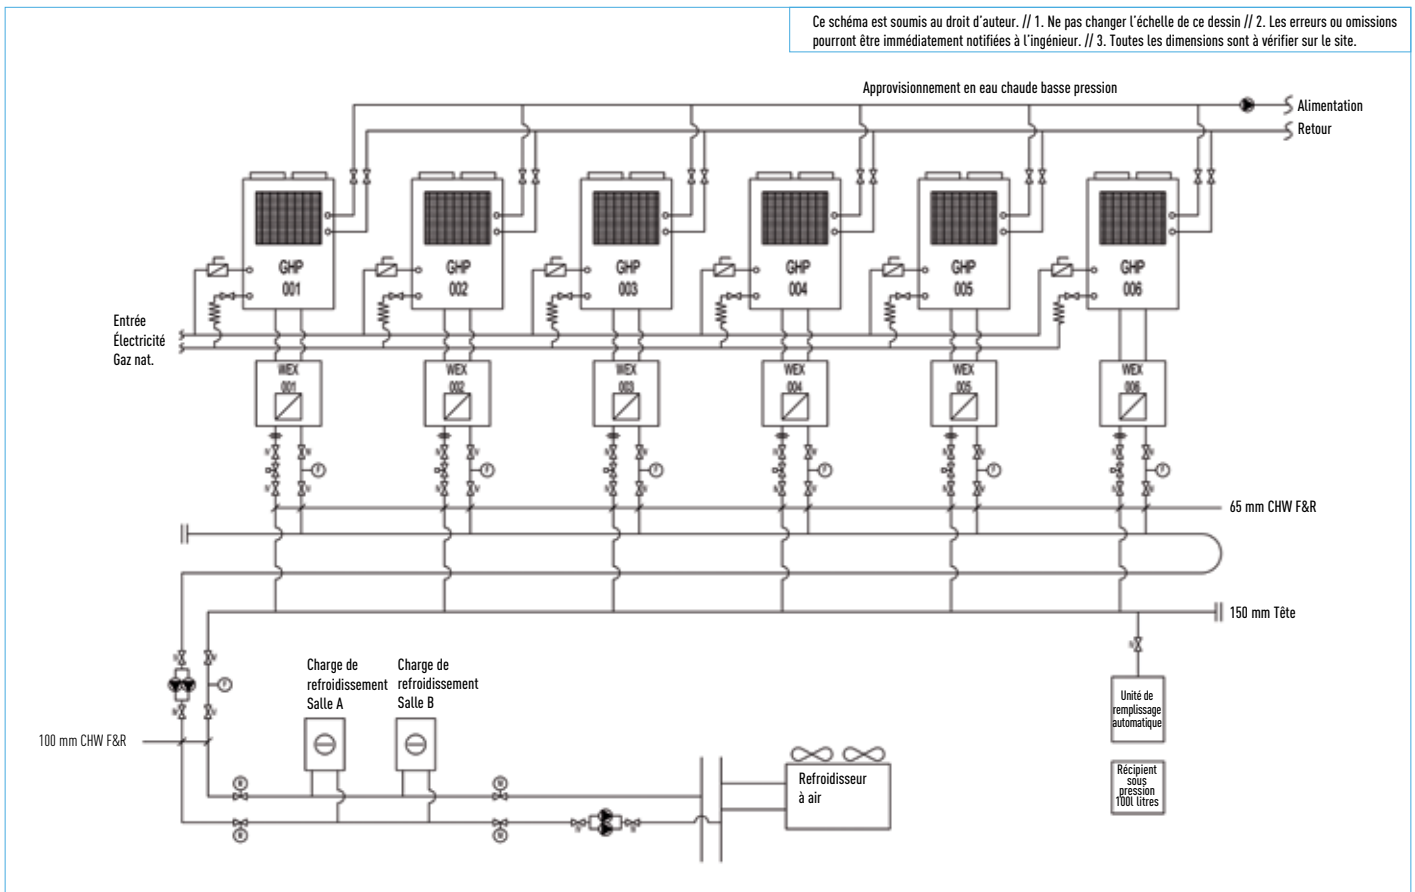 Ce schéma est soumis au droit d'auteur. // 1. Ne pas changer l'échelle de ce dessin // 2. Les erreurs ou omissions
pourront être immédiatement notifiées à l'ingénieur. // 3. Toutes les dimensions sont à vérifier sur le site.
Approvisionnement en eau chaude basse pression
Alimentation
Retour
GHP
001
GHP
002
GHP
003
GHP
004
GHP
005
GHP
006
Entrée
Électricité
Gaz nat.
WEX
001
WEX
002
WEX
003
WEX
004
WEX
005
WEX
006
65 mm CHW F&R
150 mm Tête
Charge de
refroidissement
Salle A
Charge de
refroidissement
Salle B
100 mm CHW F&R
Unité de
remplissage
automatique
Récipient
sous
pression
100l litres
Refroidisseur
à air